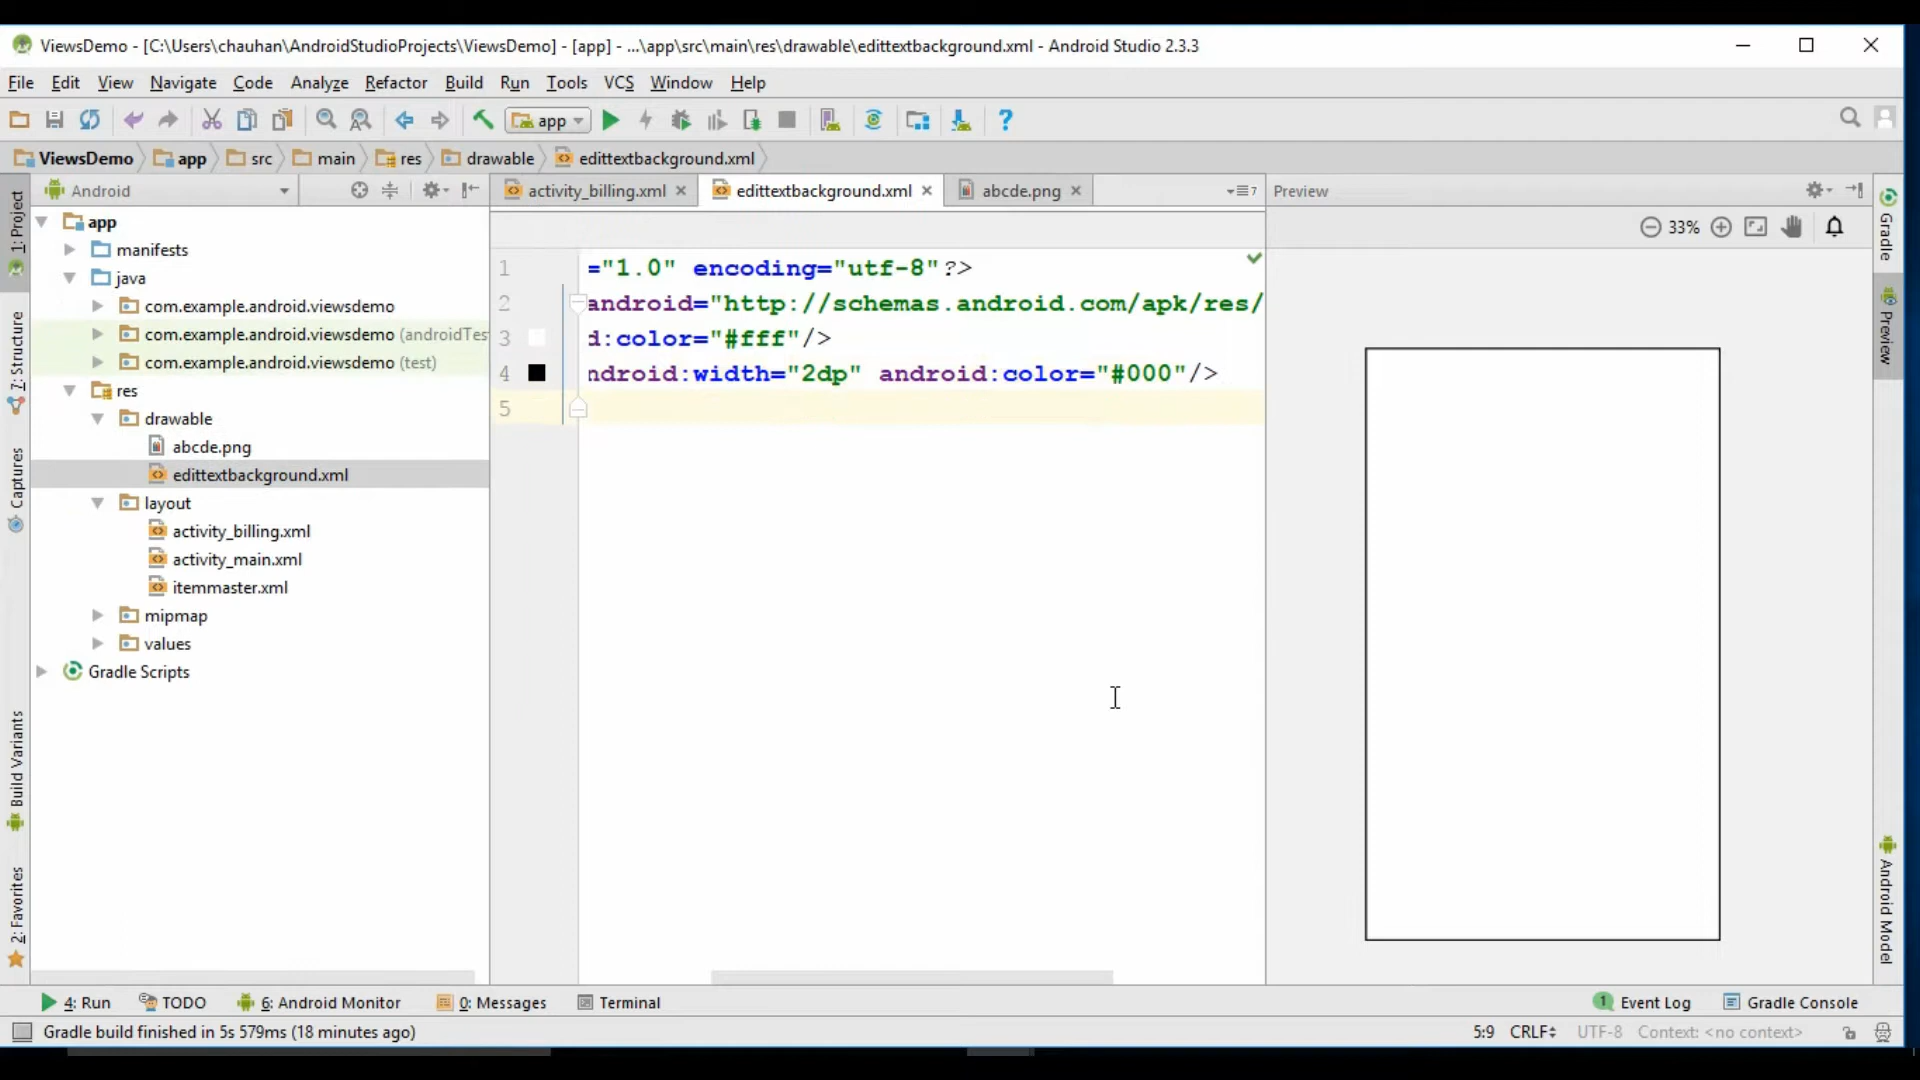 ViewsDemo - [C:\Users\chauhan\AndroidStudioProjects\ViewsDemo] - [app] - ...\app\src\main\res\drawable\edittextbackground.xml - Android Studio 2.3.3
File Edit View Navigate Code Analyze Refactor Build Run Tools VCS Window Help
app
ViewsDemo app src main res drawable edittextbackground.xml
Android
activity_billing.xml edittextbackground.xml abcde.png 7
Preview
33%
1: Project
7: Structure
Captures
Build Variants
2: Favorites
app
manifests
java
com.example.android.viewsdemo
com.example.android.viewsdemo (androidTes
com.example.android.viewsdemo (test)
res
drawable
abcde.png
edittextbackground.xml
layout
activity_billing.xml
activity_main.xml
itemmaster.xml
mipmap
values
Gradle Scripts
1 ="1.0" encoding="utf-8"?>
2 android="http://schemas.android.com/apk/res/
3 d:color="#fff"/>
4 ndroid:width="2dp" android:color="#000"/>
5
Gradle
Preview
Android Model
4: Run TODO 6: Android Monitor 0: Messages Terminal 1 Event Log Gradle Console
Gradle build finished in 5s 579ms (18 minutes ago) 5:9 CRLF UTF-8 Context: <no context>